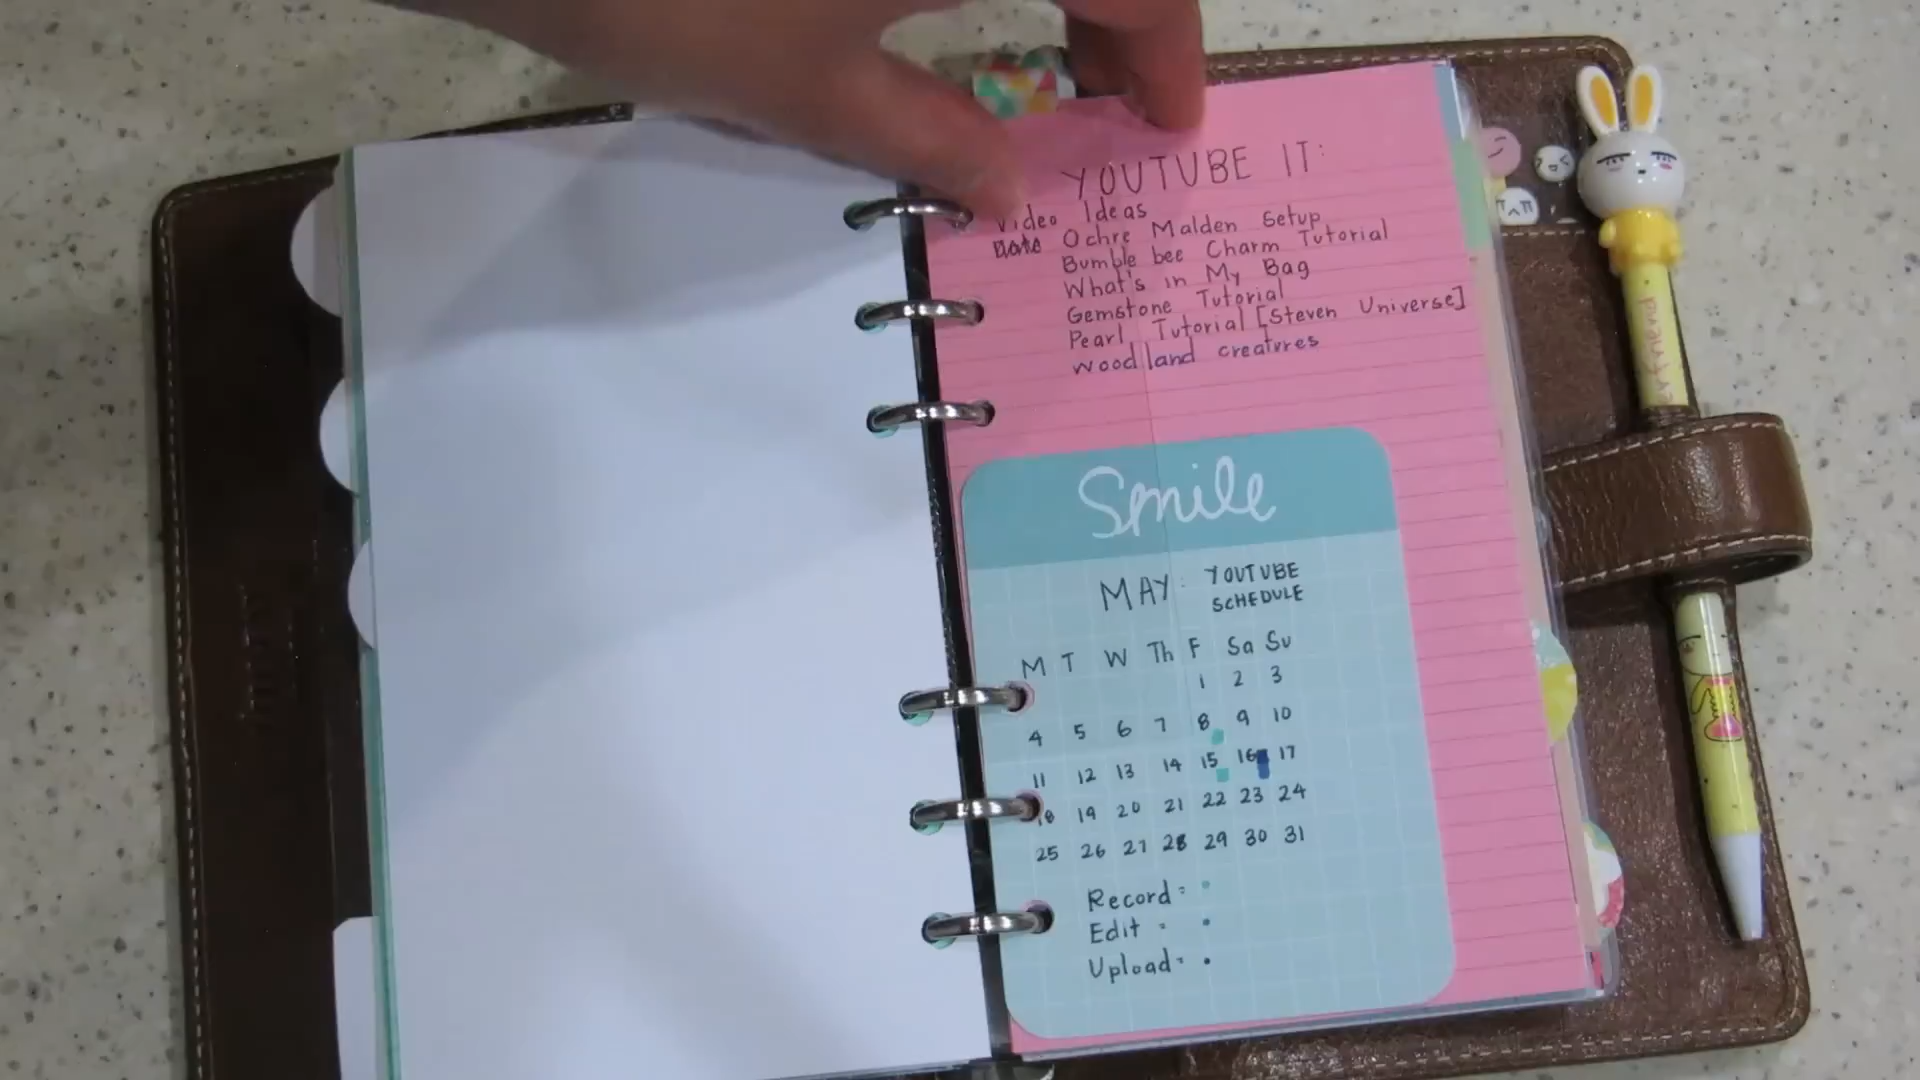 YOUTUBE IT:
Video Ideas
Ochre Malden Setup
Bumble bee Charm Tutorial
What's in My Bag
Gemstone Tutorial
Pearl Tutorial [Steven Universe]
woodland creatures
Smile
MAY: YOUTUBE
SCHEDULE
M T W Th F Sa Su
1 2 3
4 5 6 7 8 9 10
11 12 13 14 15 16 17
18 19 20 21 22 23 24
25 26 27 28 29 30 31
Record =
Edit =
Upload =